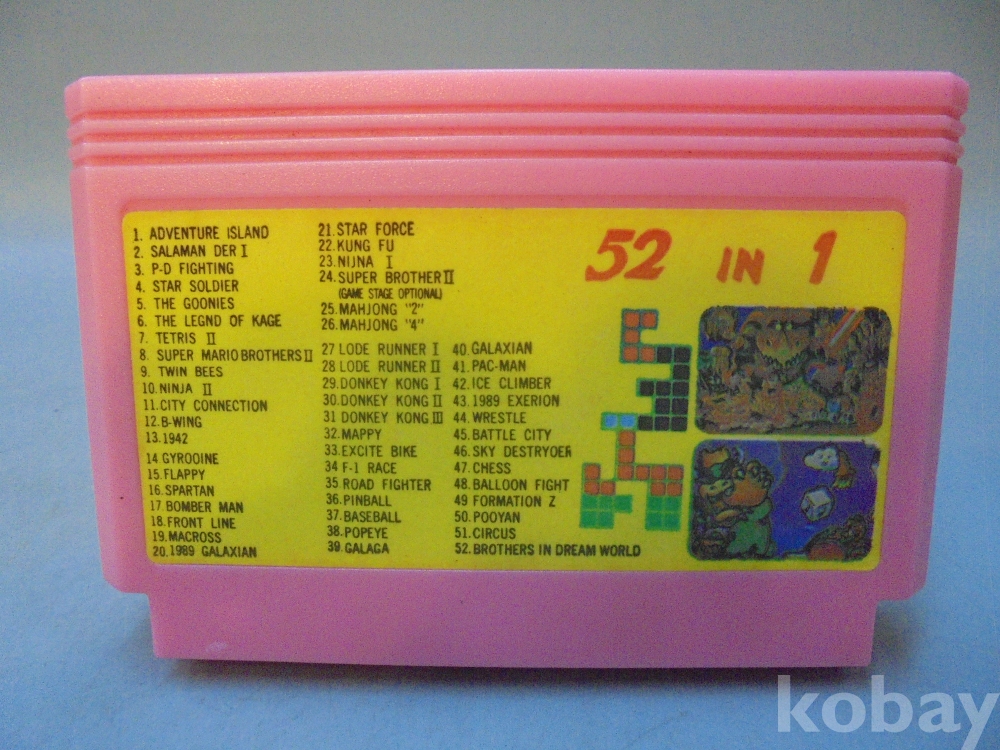 52 IN 1
1. ADVENTURE ISLAND
2. SALAMAN DER I
3. P-D FIGHTING
4. STAR SOLDIER
5. THE GOONIES
6. THE LEGND OF KAGE
7. TETRIS II
8. SUPER MARIO BROTHERS II
9. TWIN BEES
10. NINJA II
11. CITY CONNECTION
12. B-WING
13. 1942
14 GYROOINE
15. FLAPPY
16. SPARTAN
17. BOMBER MAN
18. FRONT LINE
19. MACROSS
20. 1989 GALAXIAN
21. STAR FORCE
22. KUNG FU
23. NIJNA I
24. SUPER BROTHER II
(GAME STAGE OPTIONAL)
25. MAHJONG "2"
26. MAHJONG "4"
27 LODE RUNNER I
28 LODE RUNNER II
29. DONKEY KONG I
30. DONKEY KONG II
31 DONKEY KONG III
32. MAPPY
33. EXCITE BIKE
34 F-1 RACE
35. ROAD FIGHTER
36. PINBALL
37. BASEBALL
38. POPEYE
39. GALAGA
40. GALAXIAN
41. PAC-MAN
42. ICE CLIMBER
43. 1989 EXERION
44. WRESTLE
45. BATTLE CITY
46. SKY DESTRYOER
47. CHESS
48. BALLOON FIGHT
49 FORMATION Z
50. POOYAN
51. CIRCUS
52. BROTHERS IN DREAM WORLD
kobay